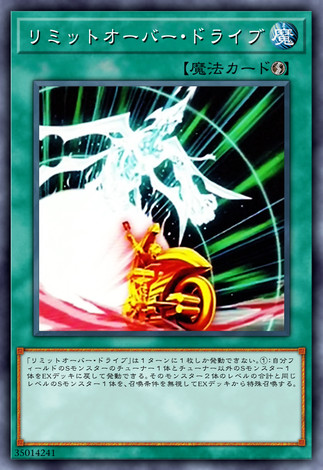 リミットオーバー・ドライブ 魔
【魔法カード】
「リミットオーバー・ドライブ」は１ターンに１枚しか発動できない。①：自分フ
ィールドのSモンスターのチューナー１体とチューナー以外のSモンスター１
体をEXデッキに戻して発動できる。そのモンスター２体のレベルの合計と同じ
レベルのSモンスター１体を、召喚条件を無視してEXデッキから特殊召喚する。
35014241